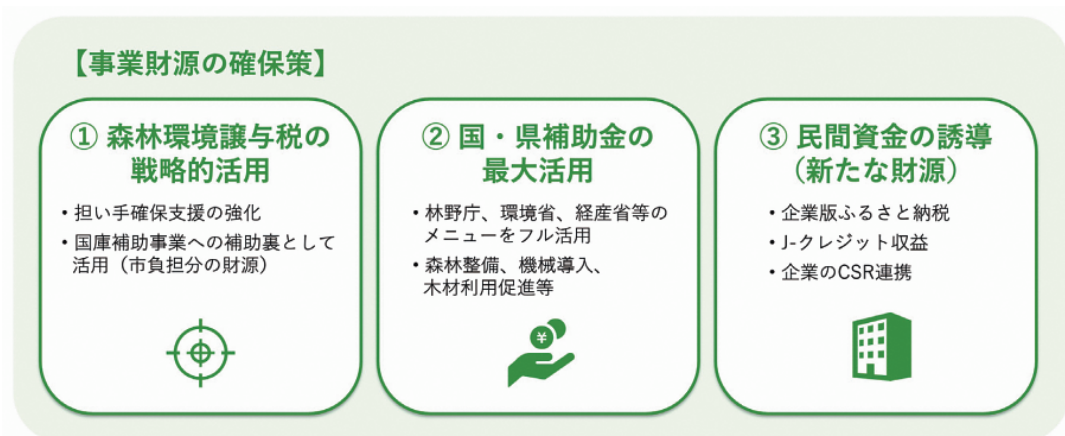 【事業財源の確保策】
① 森林環境譲与税の
戦略的活用
・担い手確保支援の強化
・国庫補助事業への補助裏として
活用（市負担分の財源）
② 国・県補助金の
最大活用
・林野庁、環境省、経産省等の
メニューをフル活用
・森林整備、機械導入、
木材利用促進等
¥
③ 民間資金の誘導
（新たな財源）
・企業版ふるさと納税
・J-クレジット収益
・企業のCSR連携